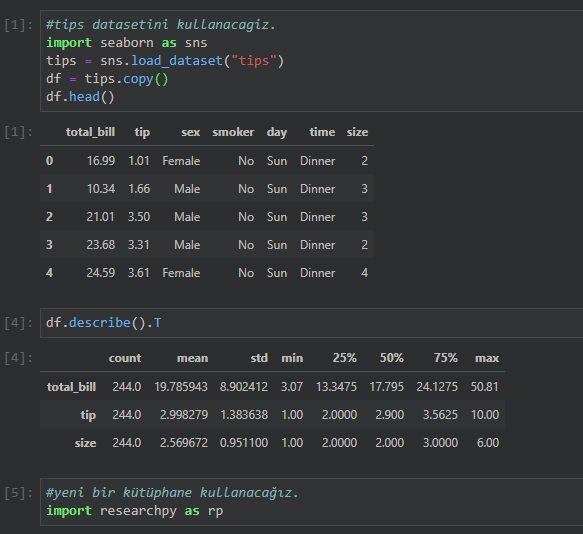 [1]: #tips datasetini kullanacagiz.
import seaborn as sns
tips = sns.load_dataset("tips")
df = tips.copy()
df.head()
[1]: total_bill tip sex smoker day time size
0 16.99 1.01 Female No Sun Dinner 2
1 10.34 1.66 Male No Sun Dinner 3
2 21.01 3.50 Male No Sun Dinner 3
3 23.68 3.31 Male No Sun Dinner 2
4 24.59 3.61 Female No Sun Dinner 4
[4]: df.describe().T
[4]: count mean std min 25% 50% 75% max
total_bill 244.0 19.785943 8.902412 3.07 13.3475 17.795 24.1275 50.81
tip 244.0 2.998279 1.383638 1.00 2.0000 2.900 3.5625 10.00
size 244.0 2.569672 0.951100 1.00 2.0000 2.000 3.0000 6.00
[5]: #yeni bir kütüphane kullanacağız.
import researchpy as rp